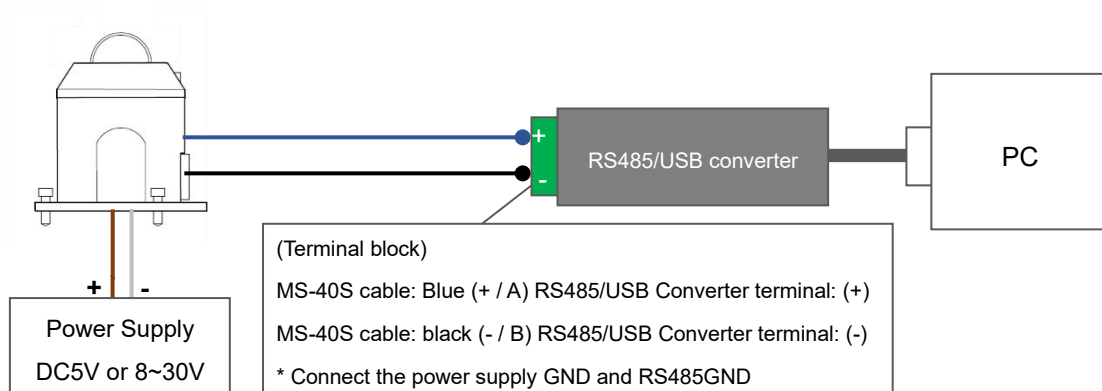 +
-
RS485/USB converter
PC
(Terminal block)
MS-40S cable: Blue (+ / A) RS485/USB Converter terminal: (+)
MS-40S cable: black (- / B) RS485/USB Converter terminal: (-)
* Connect the power supply GND and RS485GND
+ -
Power Supply
DC5V or 8~30V